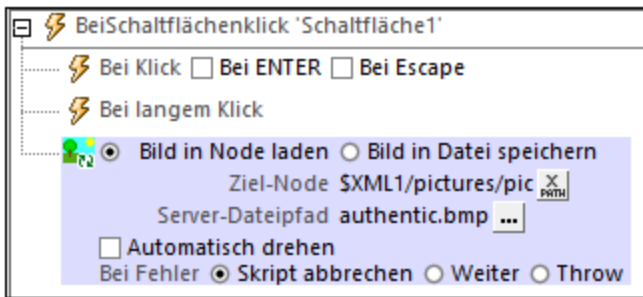 BeiSchaltflächenklick 'Schaltfläche1'
Bei Klick Bei ENTER Bei Escape
Bei langem Klick
Bild in Node laden Bild in Datei speichern
Ziel-Node $XML1/pictures/pic X PATH
Server-Dateipfad authentic.bmp ...
Automatisch drehen
Bei Fehler Skript abbrechen Weiter Throw